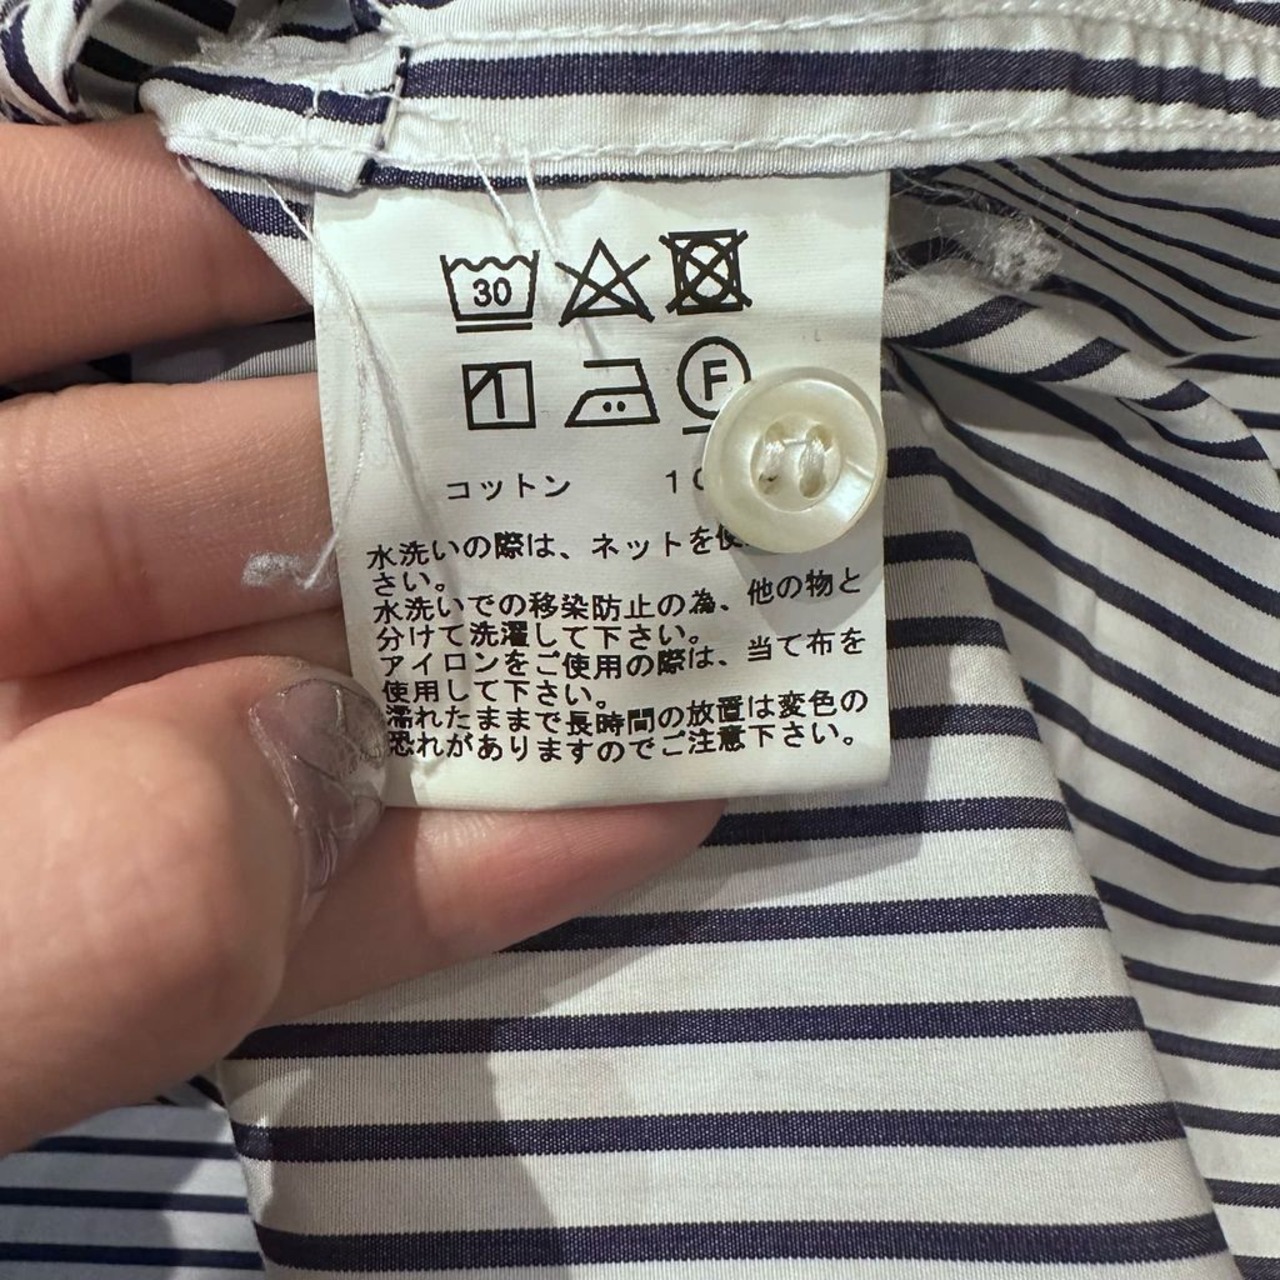 30
F
コットン 10
水洗いの際は、ネットを使
さい。
水洗いでの移染防止の為、他の物と
分けて洗濯して下さい。
アイロンをご使用の際は、当て布を
使用して下さい。
濡れたままで長時間の放置は変色の
恐れがありますのでご注意下さい。